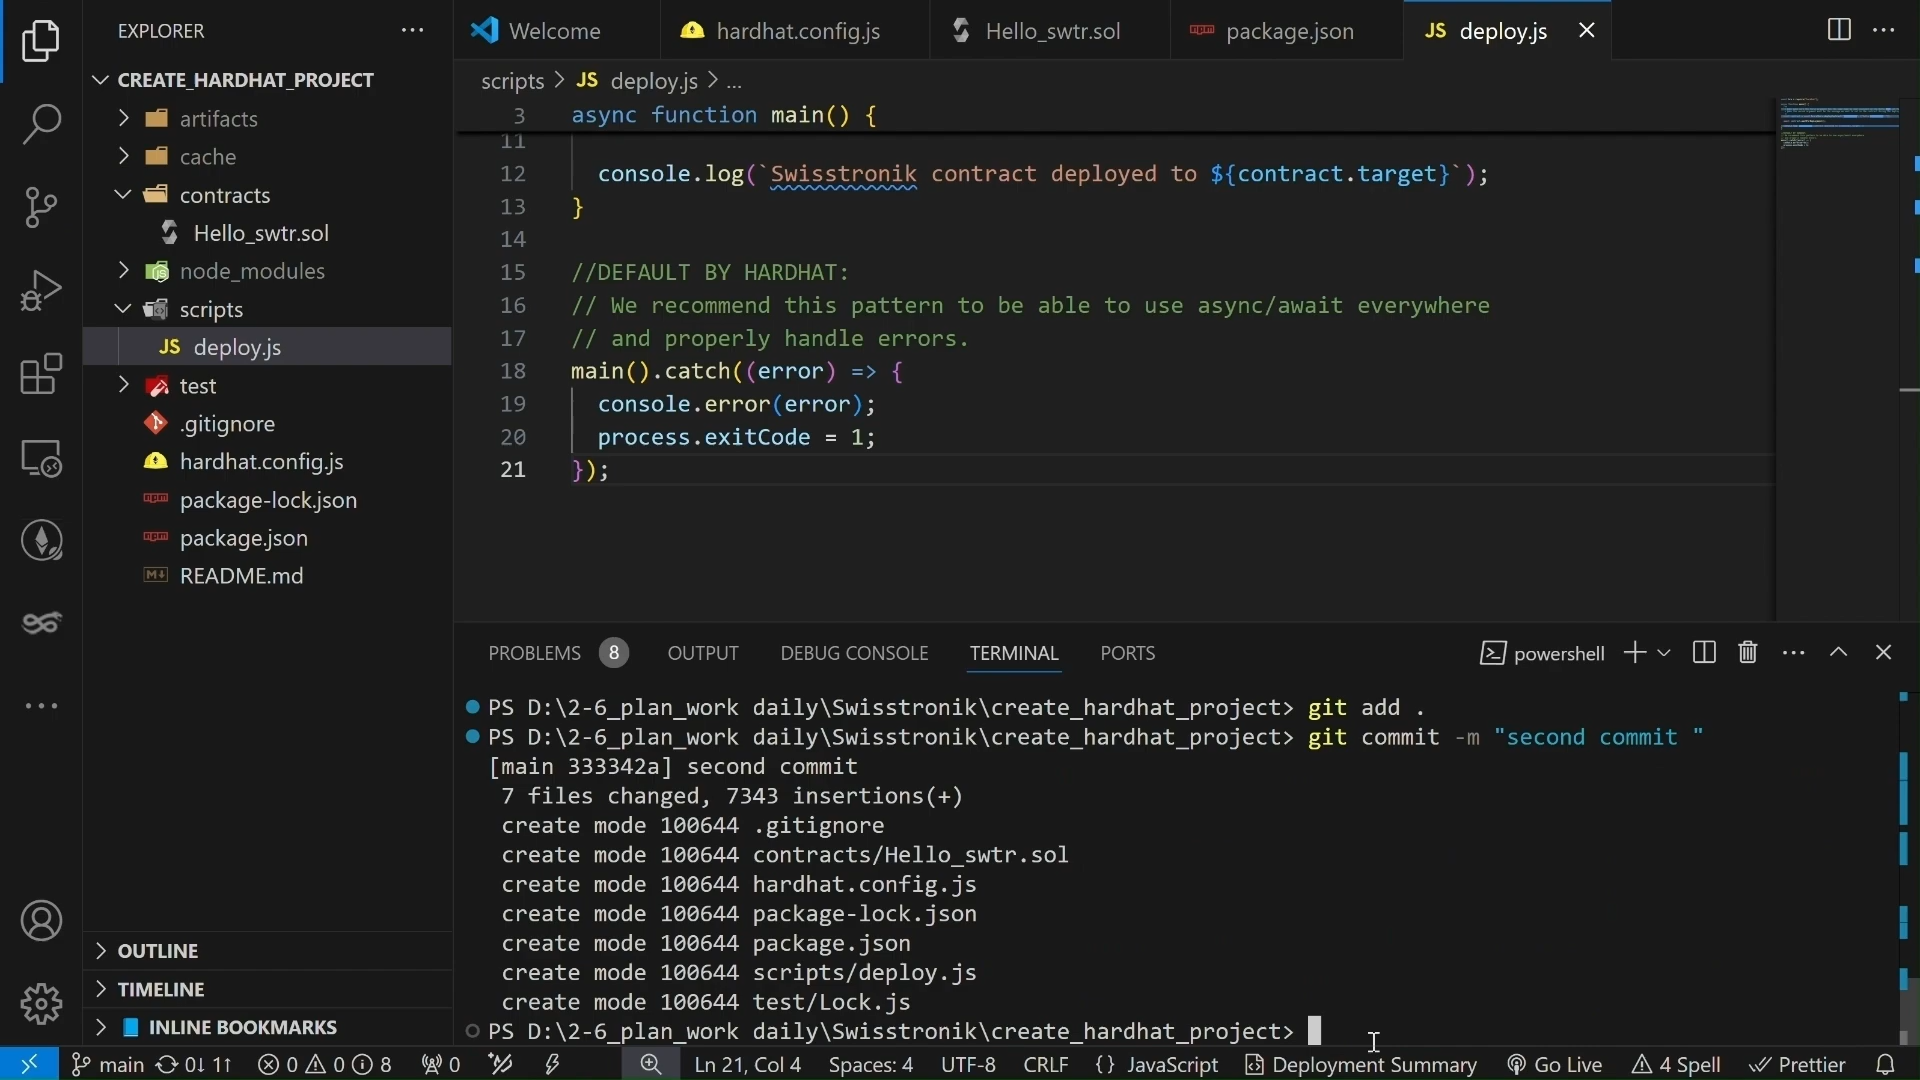 EXPLORER
CREATE_HARDHAT_PROJECT
artifacts
cache
contracts
Hello_swtr.sol
node_modules
scripts
JS deploy.js
test
.gitignore
hardhat.config.js
package-lock.json
package.json
README.md
OUTLINE
TIMELINE
INLINE BOOKMARKS
Welcome
hardhat.config.js
Hello_swtr.sol
package.json
JS deploy.js
scripts > JS deploy.js > ...
3 async function main() {
11
12 console.log(`Swisstronik contract deployed to ${contract.target}`);
13 }
14
15 //DEFAULT BY HARDHAT:
16 // We recommend this pattern to be able to use async/await everywhere
17 // and properly handle errors.
18 main().catch((error) => {
19 console.error(error);
20 process.exitCode = 1;
21 });
PROBLEMS 8 OUTPUT DEBUG CONSOLE TERMINAL PORTS
powershell
PS D:\2-6_plan_work daily\Swisstronik\create_hardhat_project> git add .
PS D:\2-6_plan_work daily\Swisstronik\create_hardhat_project> git commit -m "second commit "
[main 333342a] second commit
7 files changed, 7343 insertions(+)
create mode 100644 .gitignore
create mode 100644 contracts/Hello_swtr.sol
create mode 100644 hardhat.config.js
create mode 100644 package-lock.json
create mode 100644 package.json
create mode 100644 scripts/deploy.js
create mode 100644 test/Lock.js
PS D:\2-6_plan_work daily\Swisstronik\create_hardhat_project>
main 0↓ 1↑ 0 0 8 0 Ln 21, Col 4 Spaces: 4 UTF-8 CRLF {} JavaScript Deployment Summary Go Live 4 Spell Prettier